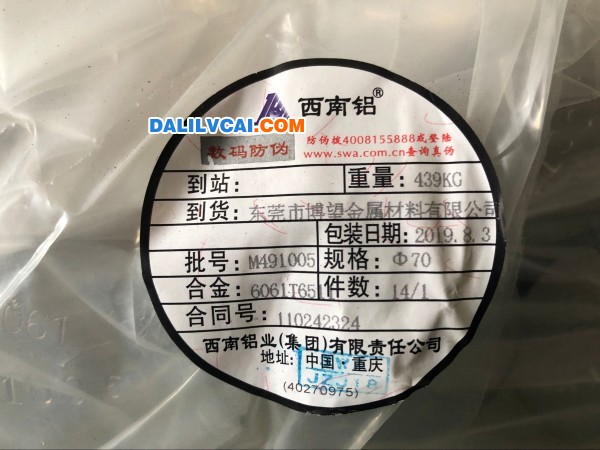 西南铝®
DALILVCAI.COM
数码防伪
防伪拨4008155888或登陆
www.swa.com.cn查询真伪
到站: 重量: 439KG
到货: 东莞市博望金属材料有限公司
包装日期: 2019.8.3
批号: M491005 规格: Φ70
合金: 6061T651 件数: 14/1
合同号: 110242324
西南铝业(集团)有限责任公司
地址: 中国·重庆
(40270975)